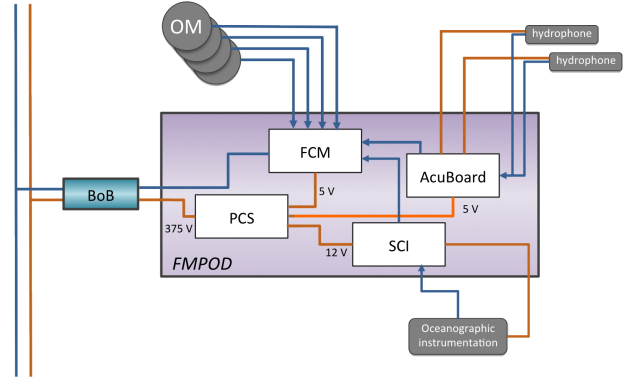 OM
hydrophone
hydrophone
FCM
AcuBoard
BoB
5 V
PCS
5 V
375 V
12 V
SCI
FMPOD
Oceanographic
instrumentation